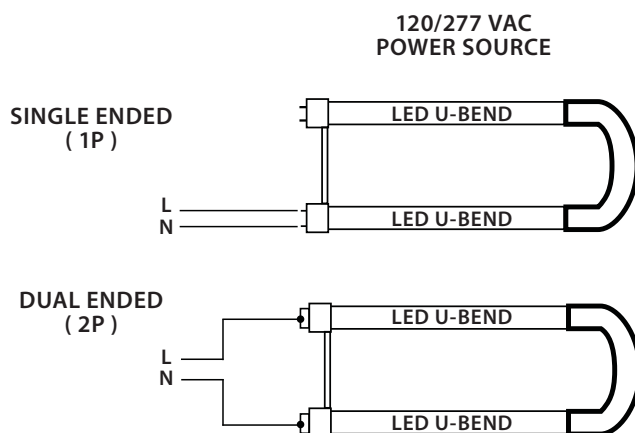 120/277 VAC
POWER SOURCE
SINGLE ENDED
( 1P )
LED U-BEND
L
N
LED U-BEND
DUAL ENDED
( 2P )
LED U-BEND
L
N
LED U-BEND